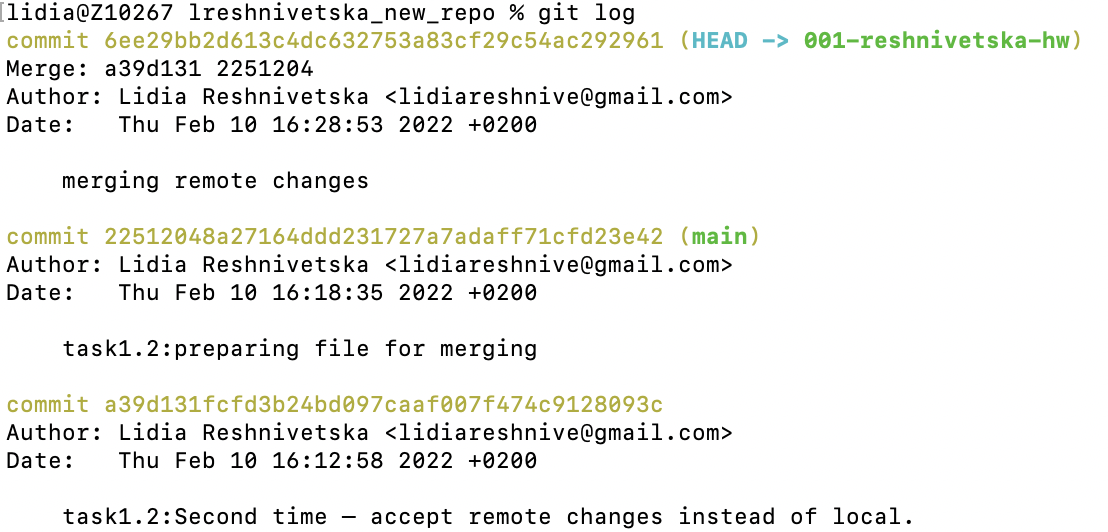 [lidia@Z10267 lreshnivetska_new_repo % git log
commit 6ee29bb2d613c4dc632753a83cf29c54ac292961 (HEAD -> 001-reshnivetska-hw)
Merge: a39d131 2251204
Author: Lidia Reshnivetska <lidiareshnive@gmail.com>
Date:   Thu Feb 10 16:28:53 2022 +0200
    merging remote changes
commit 22512048a27164ddd231727a7adaff71cfd23e42 (main)
Author: Lidia Reshnivetska <lidiareshnive@gmail.com>
Date:   Thu Feb 10 16:18:35 2022 +0200
    task1.2:preparing file for merging
commit a39d131fcfd3b24bd097caaf007f474c9128093c
Author: Lidia Reshnivetska <lidiareshnive@gmail.com>
Date:   Thu Feb 10 16:12:58 2022 +0200
    task1.2:Second time — accept remote changes instead of local.